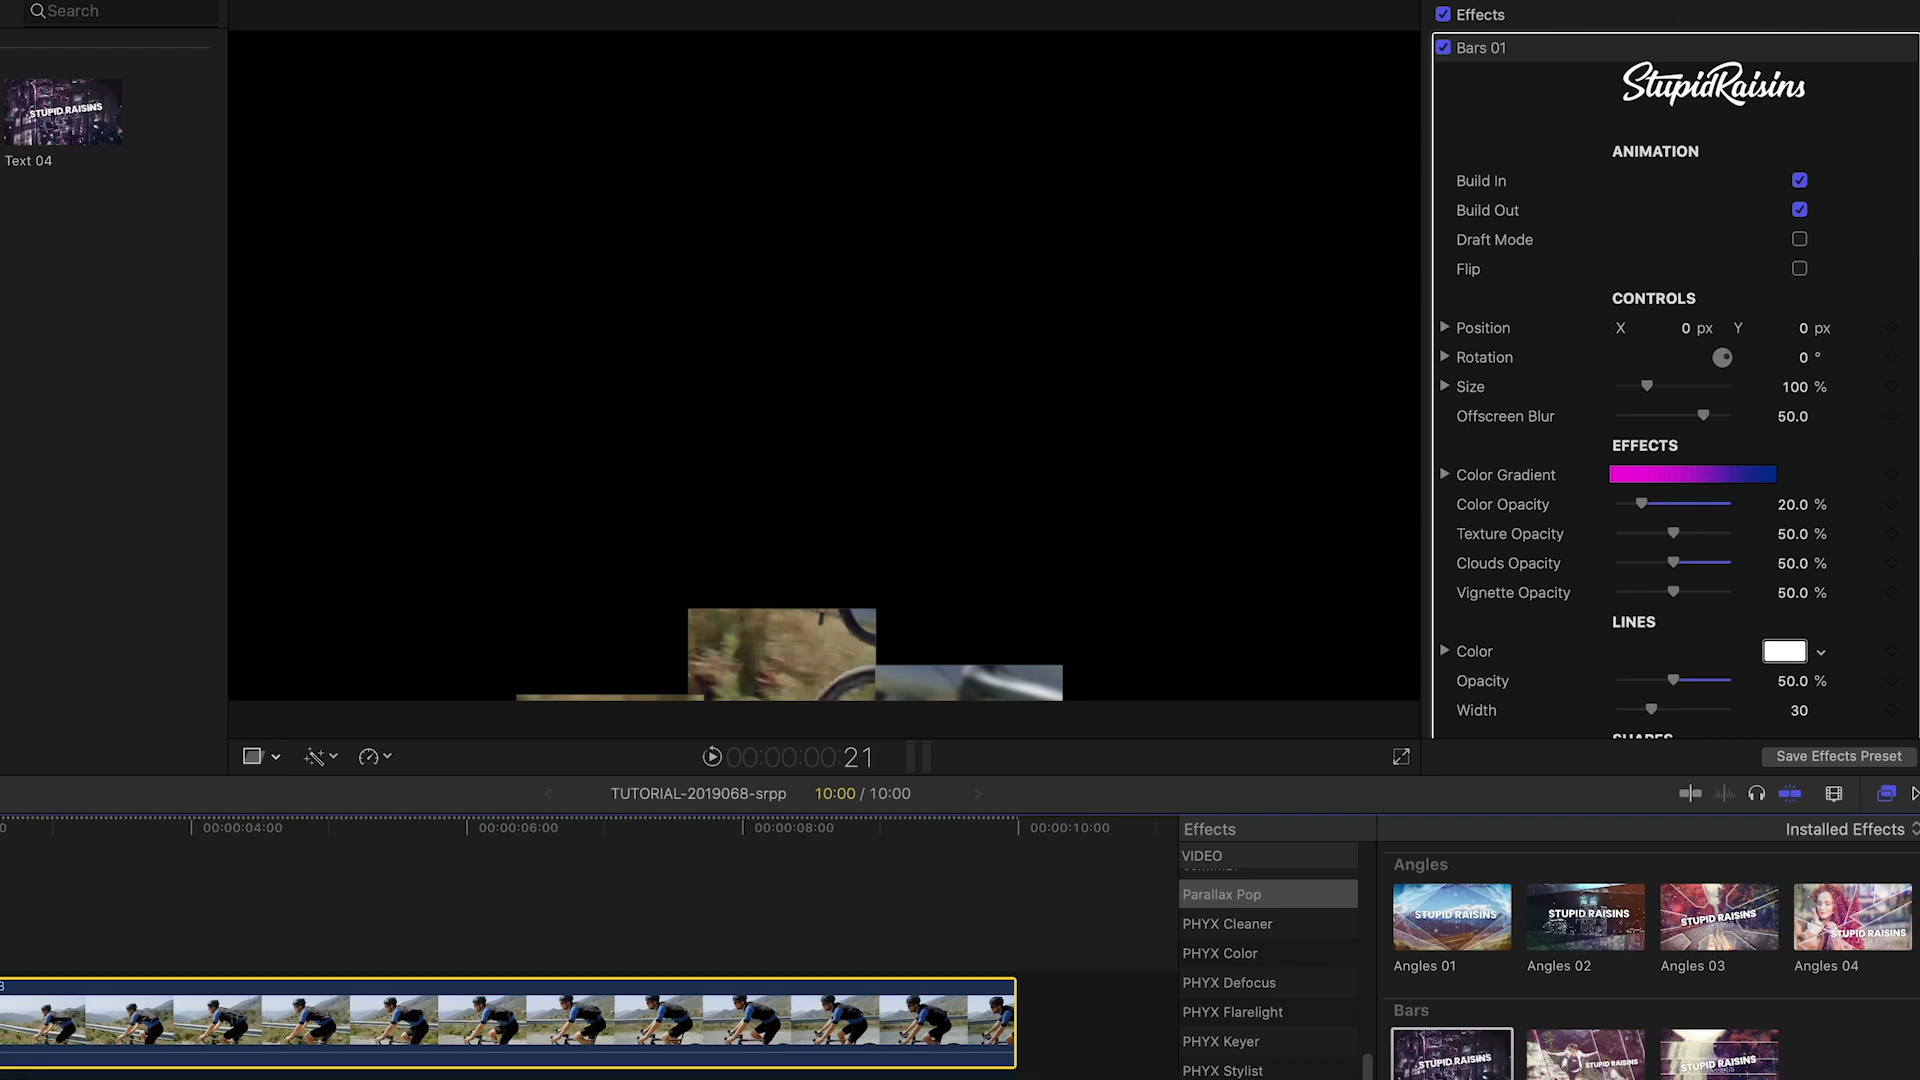 Search
STUPID RAISINS
Text 04
Effects
Bars 01
StupidRaisins
ANIMATION
Build In
Build Out
Draft Mode
Flip
CONTROLS
Position X 0 px Y 0 px
Rotation 0 °
Size 100 %
Offscreen Blur 50.0
EFFECTS
Color Gradient
Color Opacity 20.0 %
Texture Opacity 50.0 %
Clouds Opacity 50.0 %
Vignette Opacity 50.0 %
LINES
Color
Opacity 50.0 %
Width 30
SHAPES
Save Effects Preset
00:00:00:21
TUTORIAL-2019068-srpp 10:00 / 10:00
00:00:04:00 00:00:06:00 00:00:08:00 00:00:10:00
Effects
VIDEO
Parallax Pop
PHYX Cleaner
PHYX Color
PHYX Defocus
PHYX Flarelight
PHYX Keyer
PHYX Stylist
Installed Effects
Angles
STUPID RAISINS STUPID RAISINS STUPID RAISINS STUPID RAISINS
Angles 01 Angles 02 Angles 03 Angles 04
Bars
STUPID RAISINS STUPID RAISINS STUPID RAISINS